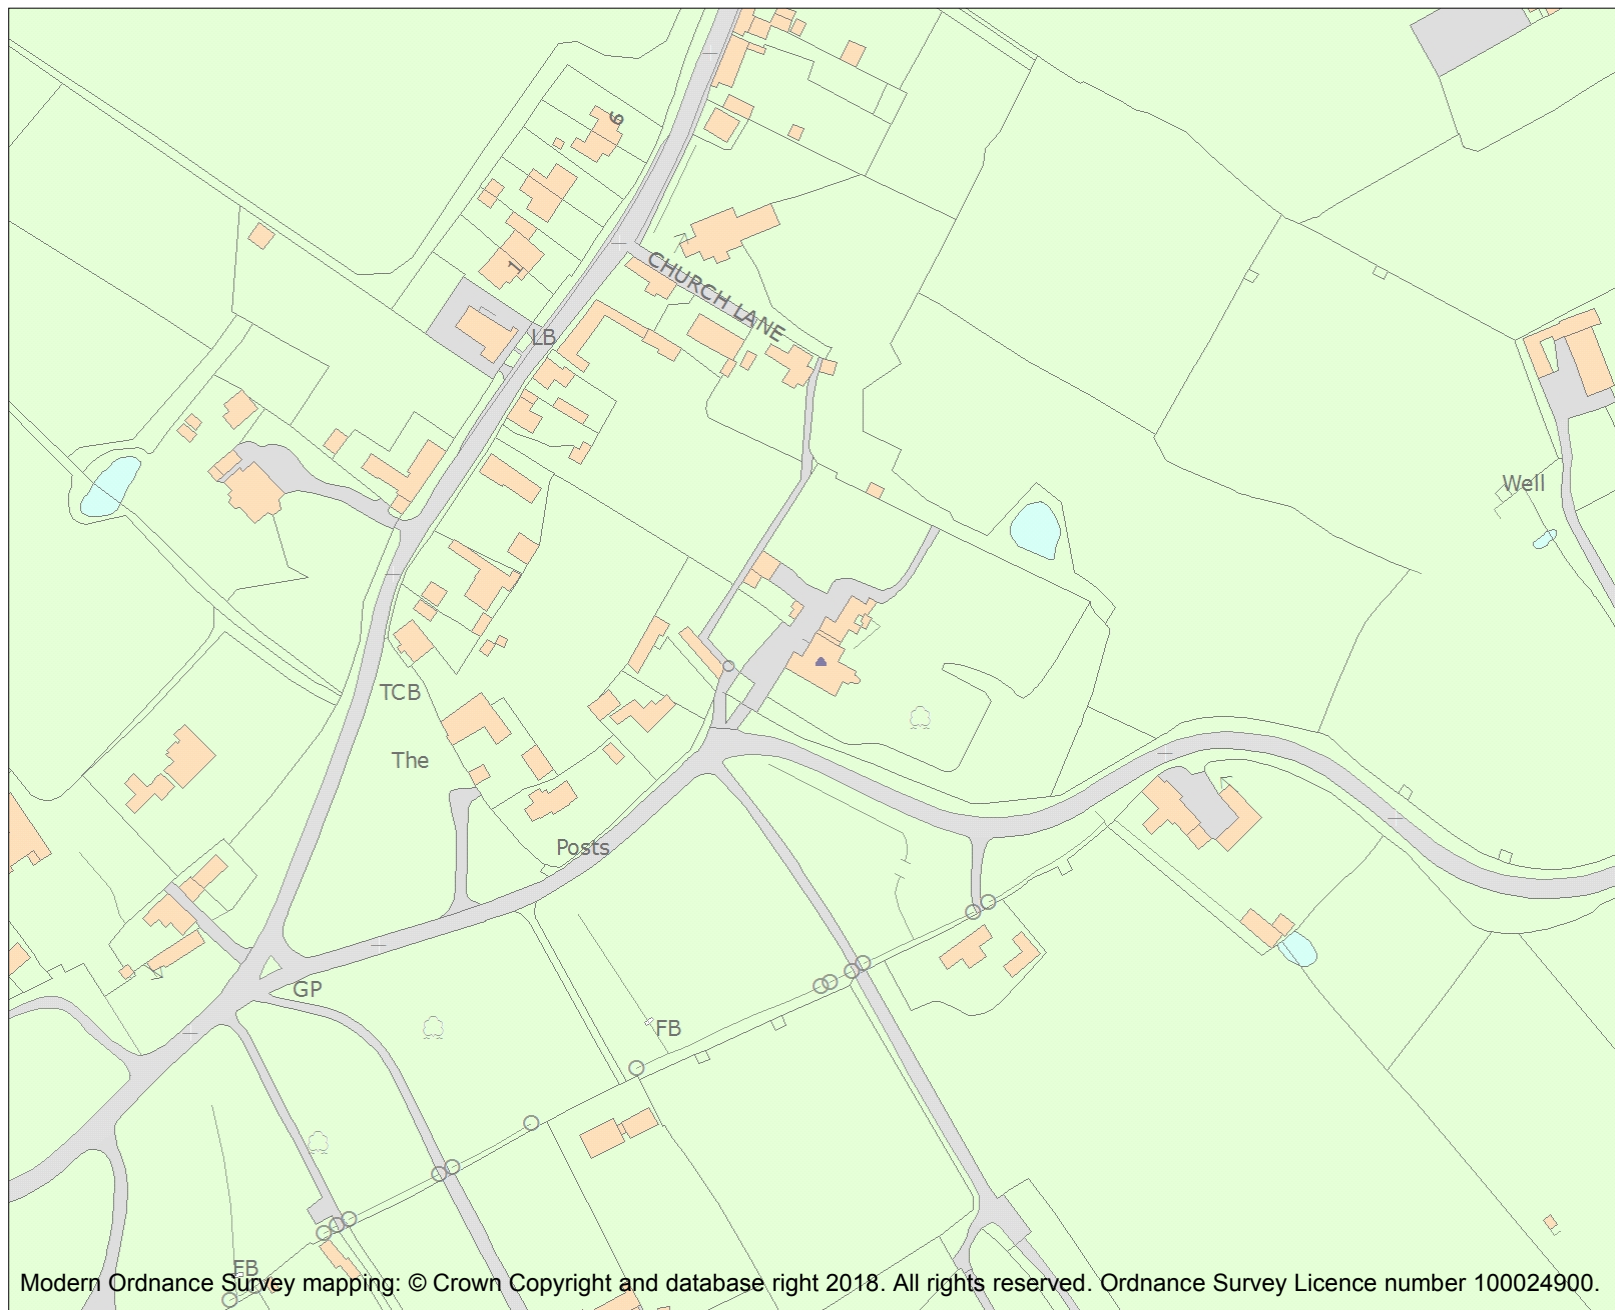 6
1
CHURCH LANE
LB
Well
TCB
The
Posts
GP
FB
FB
Modern Ordnance Survey mapping: © Crown Copyright and database right 2018. All rights reserved. Ordnance Survey Licence number 100024900.